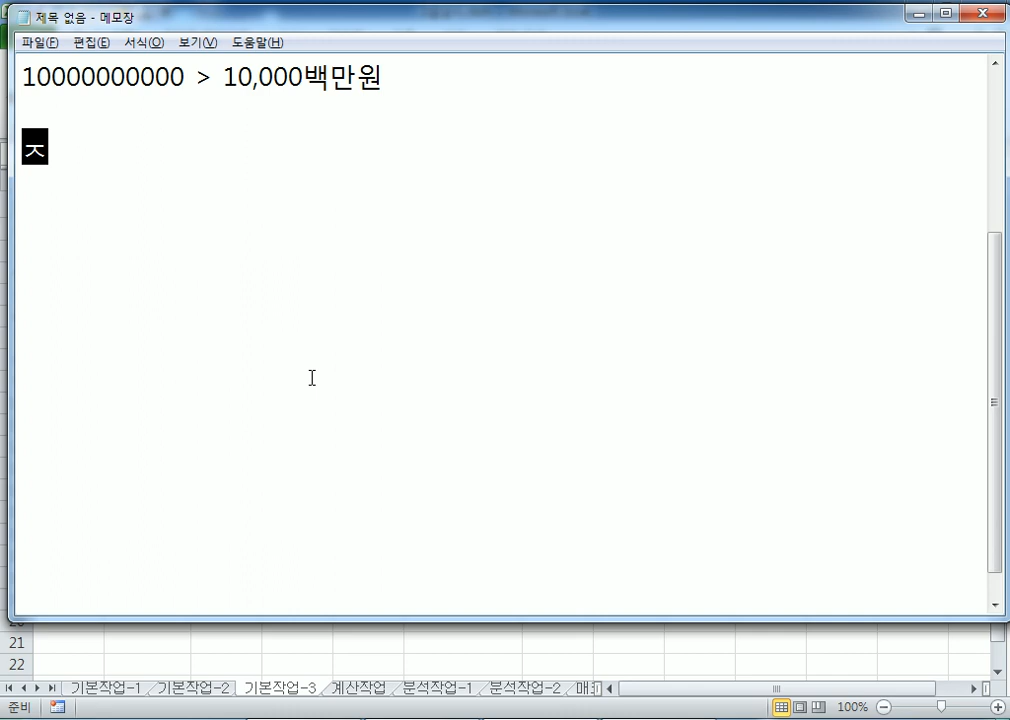 제목 없음 - 메모장
파일(F) 편집(E) 서식(O) 보기(V) 도움말(H)
10000000000 > 10,000백만원
ㅈ
21
22
기본작업-1 기본작업-2 기본작업-3 계산작업 분석작업-1 분석작업-2
준비 100%